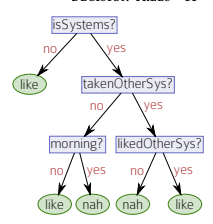 isSystems?
no yes
like takenOtherSys?
no yes
morning? likedOtherSys?
no yes no yes
like nah nah like